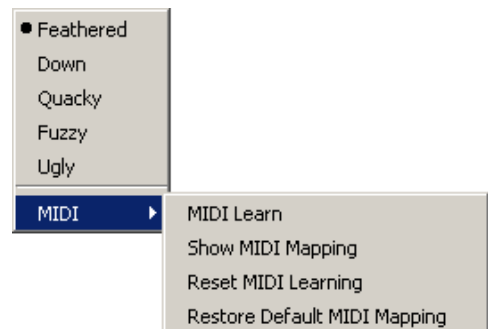 Feathered
Down
Quacky
Fuzzy
Ugly
MIDI
MIDI Learn
Show MIDI Mapping
Reset MIDI Learning
Restore Default MIDI Mapping